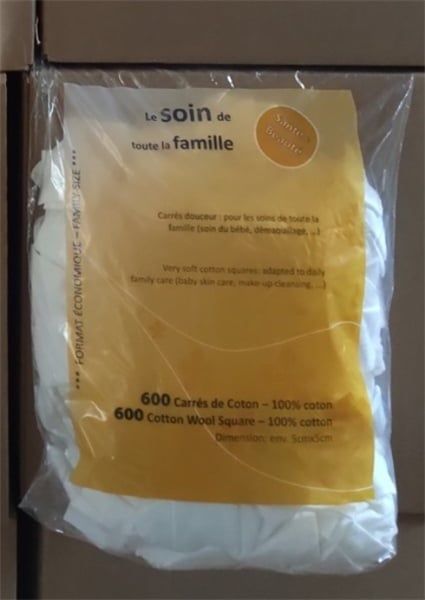 Le soin de
toute la famille
Santé &
Beauté
*** FORMAT ÉCONOMIQUE – FAMILY SIZE ***
Carrés douceur : pour les soins de toute la
famille (soin du bébé, démaquillage, ...)
Very soft cotton squares: adapted to daily
family care (baby skin care, make-up cleansing, ...)
600 Carrés de Coton – 100% coton
600 Cotton Wool Square – 100% cotton
Dimension: env. 5cmx5cm